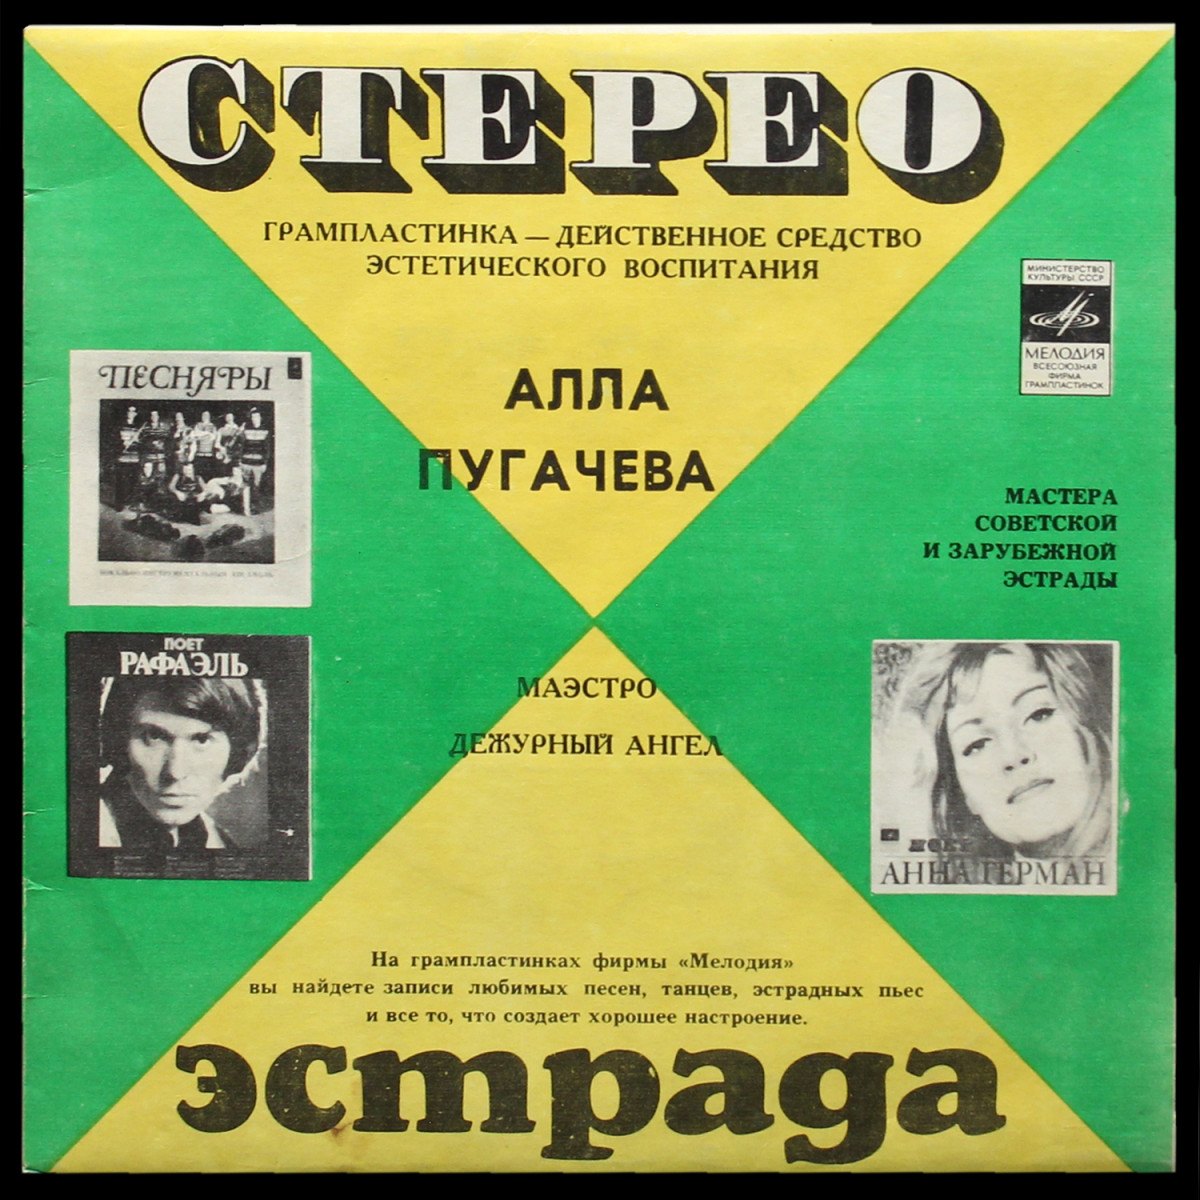 СТЕРЕО
ГРАМПЛАСТИНКА — ДЕЙСТВЕННОЕ СРЕДСТВО
ЭСТЕТИЧЕСКОГО ВОСПИТАНИЯ
МИНИСТЕРСТВО
КУЛЬТУРЫ СССР
МЕЛОДИЯ
ВСЕСОЮЗНАЯ
ФИРМА
ГРАМПЛАСТИНОК
ПЕСНЯРЫ
АЛЛА
ПУГАЧЕВА
МАСТЕРА
СОВЕТСКОЙ
И ЗАРУБЕЖНОЙ
ЭСТРАДЫ
ПОЕТ
РАФАЭЛЬ
МАЭСТРО
ДЕЖУРНЫЙ АНГЕЛ
ПОЕТ
АННА ГЕРМАН
На грампластинках фирмы «Мелодия»
вы найдете записи любимых песен, танцев, эстрадных пьес
и все то, что создает хорошее настроение.
эстрада